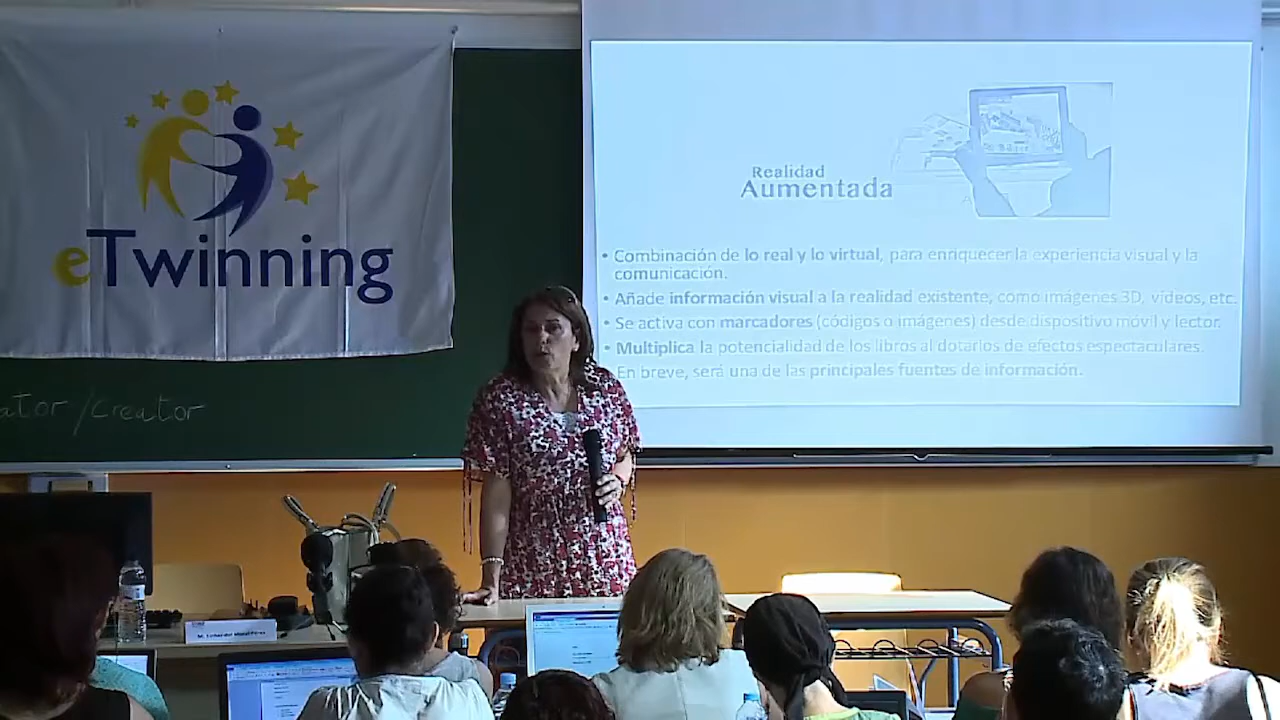 eTwinning
ator / creator
Realidad
Aumentada
• Combinación de lo real y lo virtual, para enriquecer la experiencia visual y la
comunicación.
• Añade información visual a la realidad existente, como imágenes 3D, vídeos, etc.
• Se activa con marcadores (códigos o imágenes) desde dispositivo móvil y lector.
• Multiplica la potencialidad de los libros al dotarlos de efectos espectaculares.
En breve, será una de las principales fuentes de información.